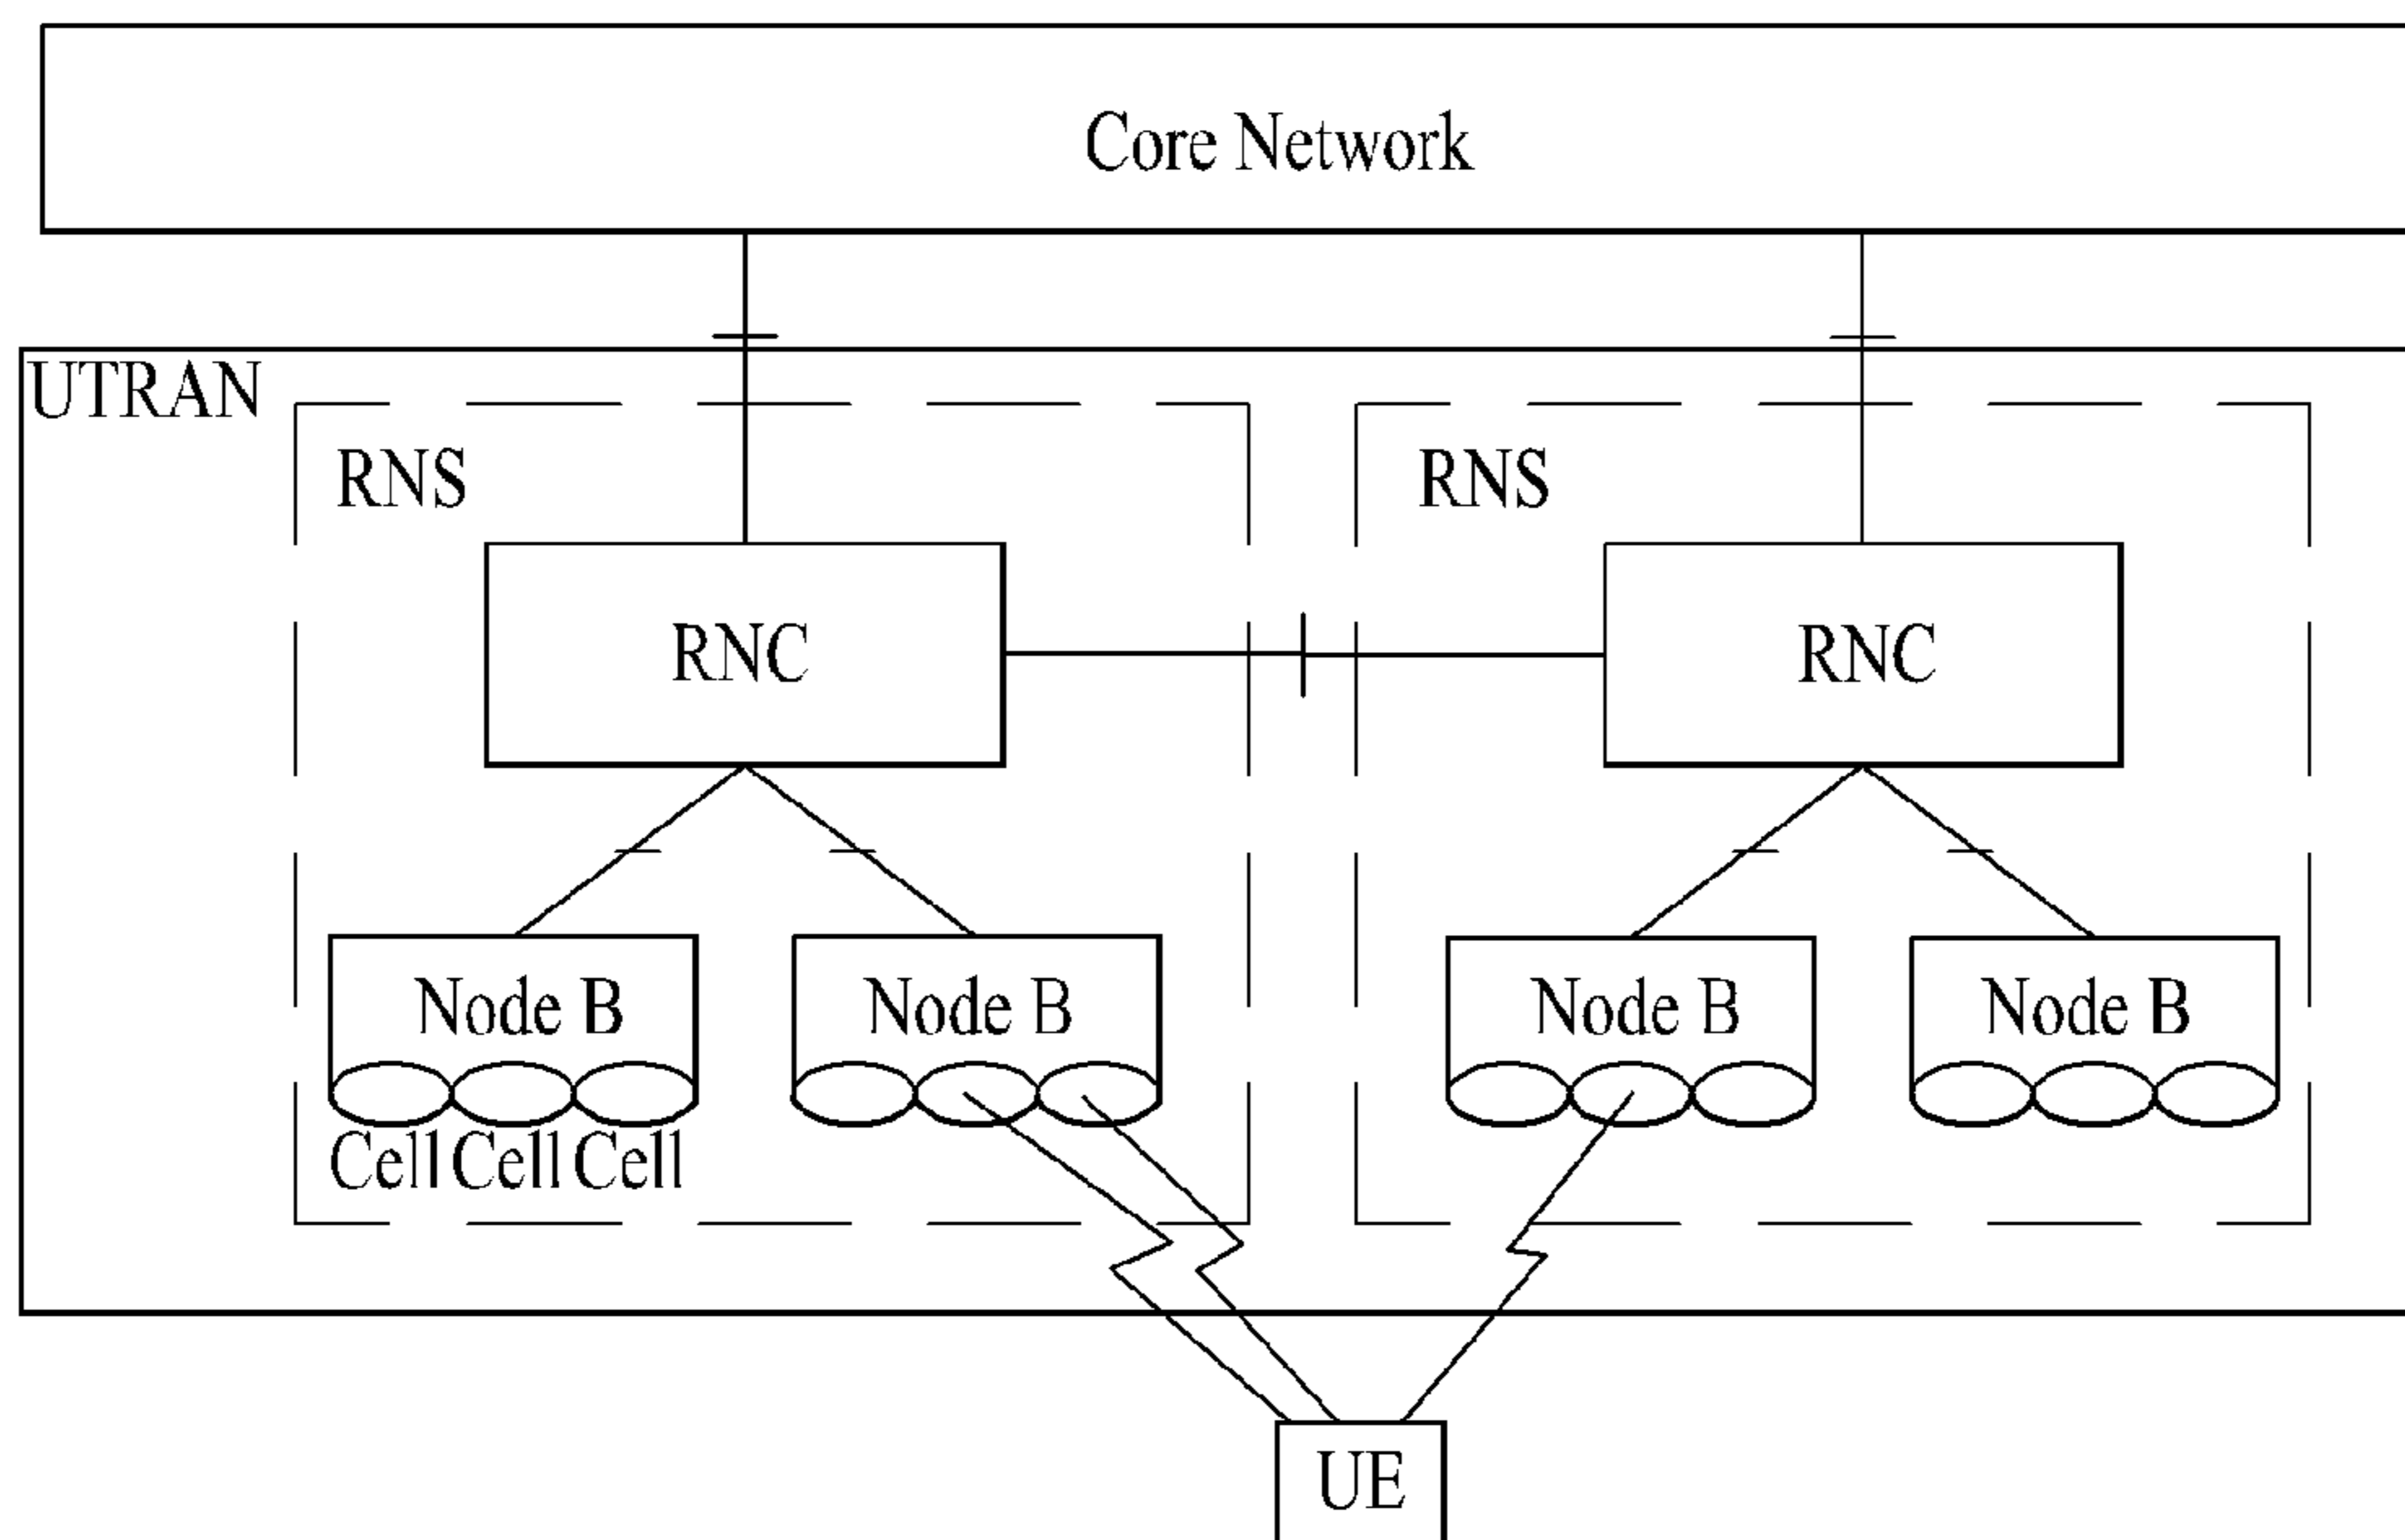 Core Network
UTRAN
RNS RNS
RNC RNC
Node B Node B Node B Node B
Cell Cell Cell
UE